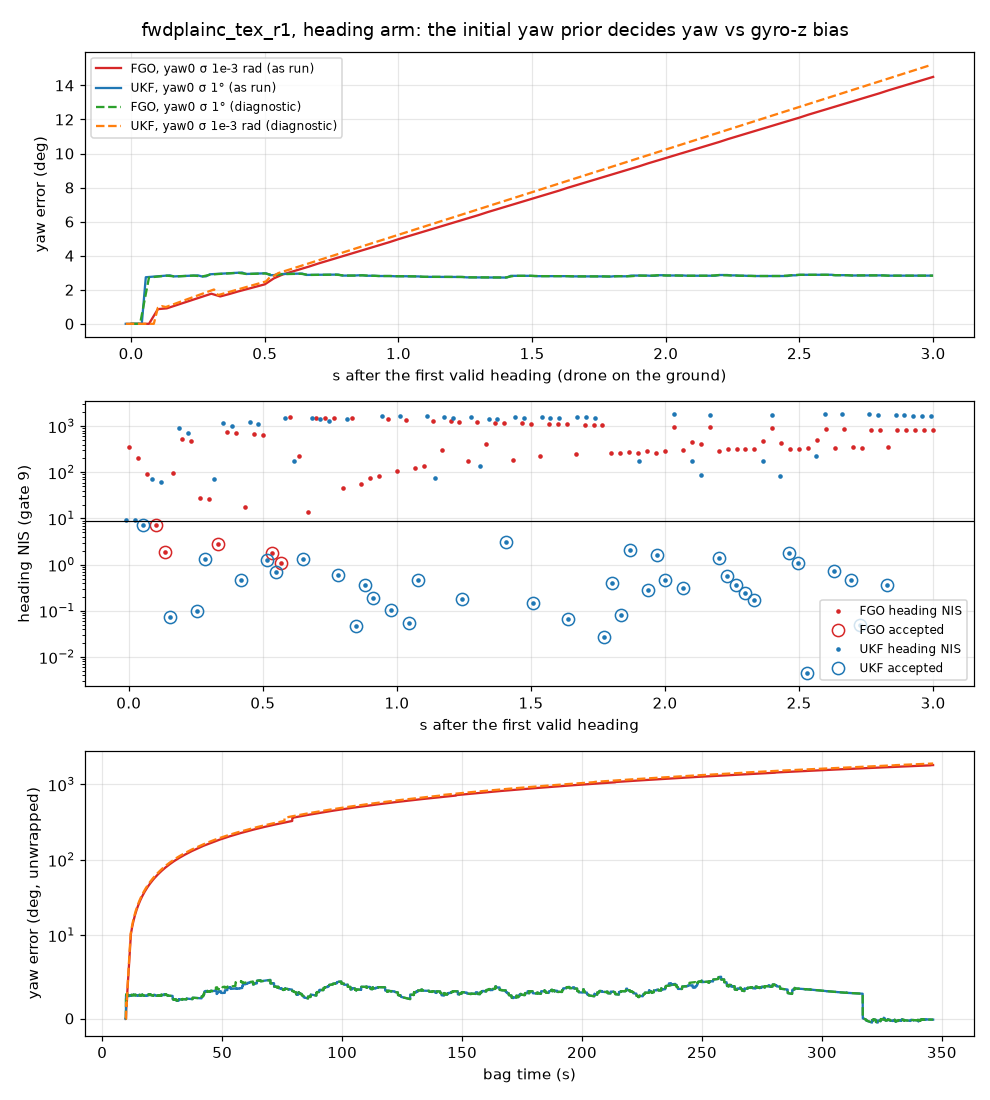 fwdplainc_tex_r1, heading arm: the initial yaw prior decides yaw vs gyro-z bias
FGO, yaw0 σ 1e-3 rad (as run)
UKF, yaw0 σ 1° (as run)
FGO, yaw0 σ 1° (diagnostic)
UKF, yaw0 σ 1e-3 rad (diagnostic)
yaw error (deg)
14
12
10
8
6
4
2
0
0.0 0.5 1.0 1.5 2.0 2.5 3.0
s after the first valid heading (drone on the ground)
heading NIS (gate 9)
10³
10²
10¹
10⁰
10⁻¹
10⁻²
FGO heading NIS
FGO accepted
UKF heading NIS
UKF accepted
0.0 0.5 1.0 1.5 2.0 2.5 3.0
s after the first valid heading
yaw error (deg, unwrapped)
10³
10²
10¹
0
0 50 100 150 200 250 300 350
bag time (s)